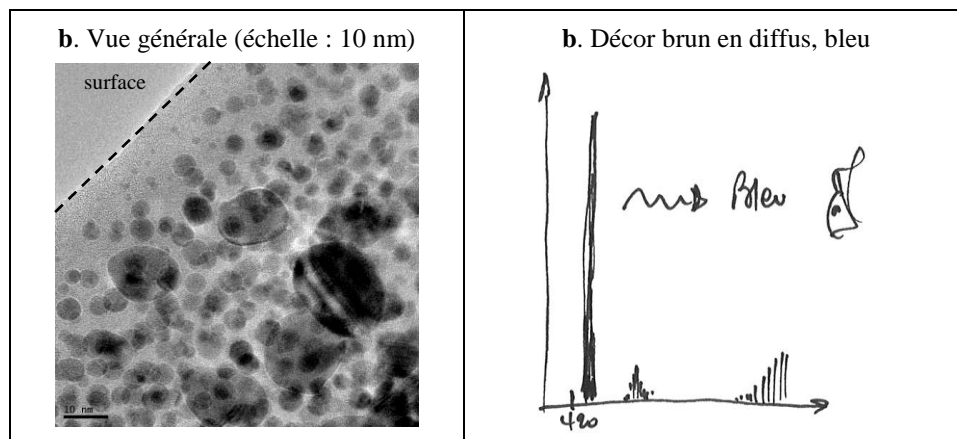 b. Vue générale (échelle : 10 nm)
surface
10 nm
b. Décor brun en diffus, bleu
Bleu
420